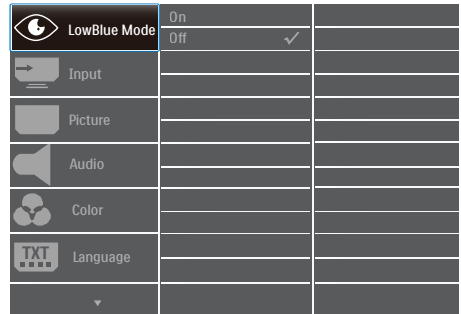 LowBlue Mode
On
Off
Input
Picture
Audio
Color
TXT
Language